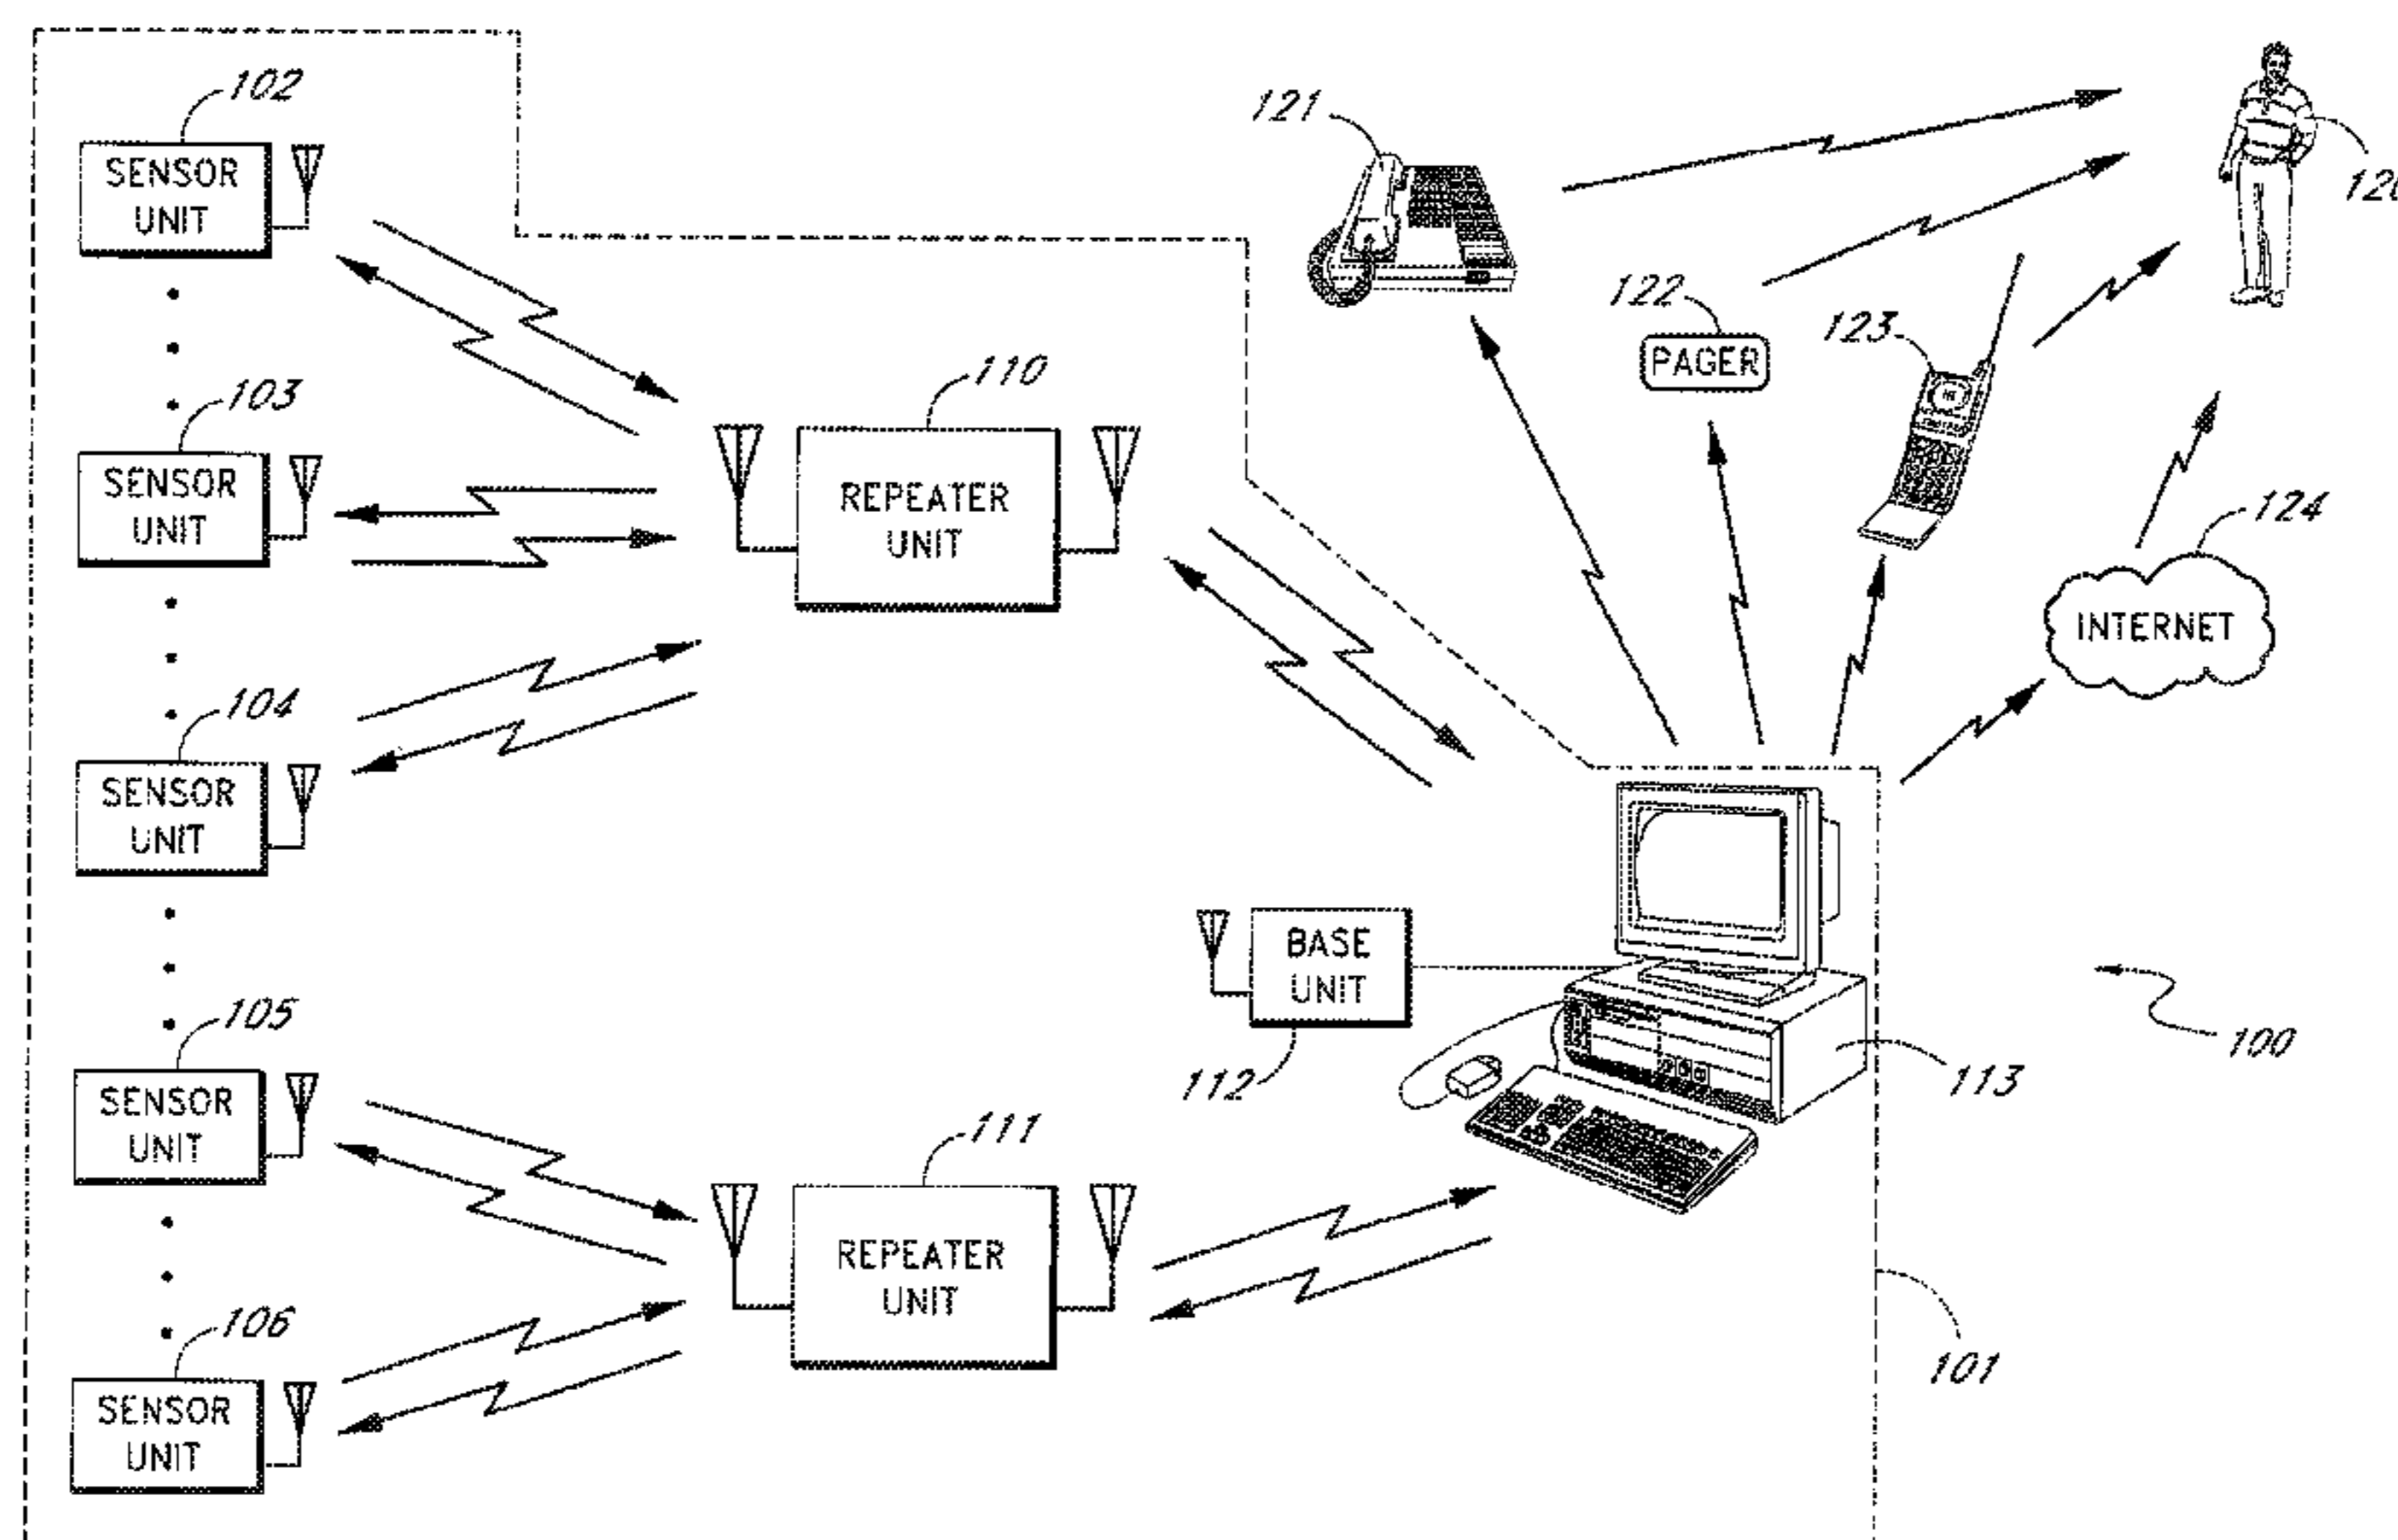 102
SENSOR
UNIT
121
122
PAGER
123
103
SENSOR
UNIT
110
REPEATER
UNIT
124
INTERNET
104
SENSOR
UNIT
BASE
UNIT
112
113
100
105
SENSOR
UNIT
111
REPEATER
UNIT
101
106
SENSOR
UNIT